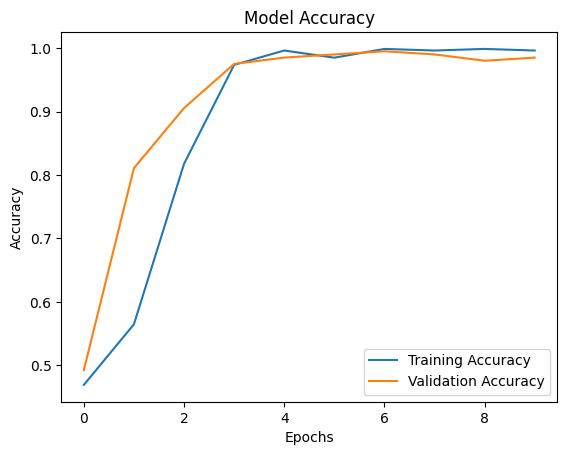 Model Accuracy
1.0
0.9
0.8
0.7
0.6
0.5
Accuracy
Training Accuracy
Validation Accuracy
0 2 4 6 8
Epochs